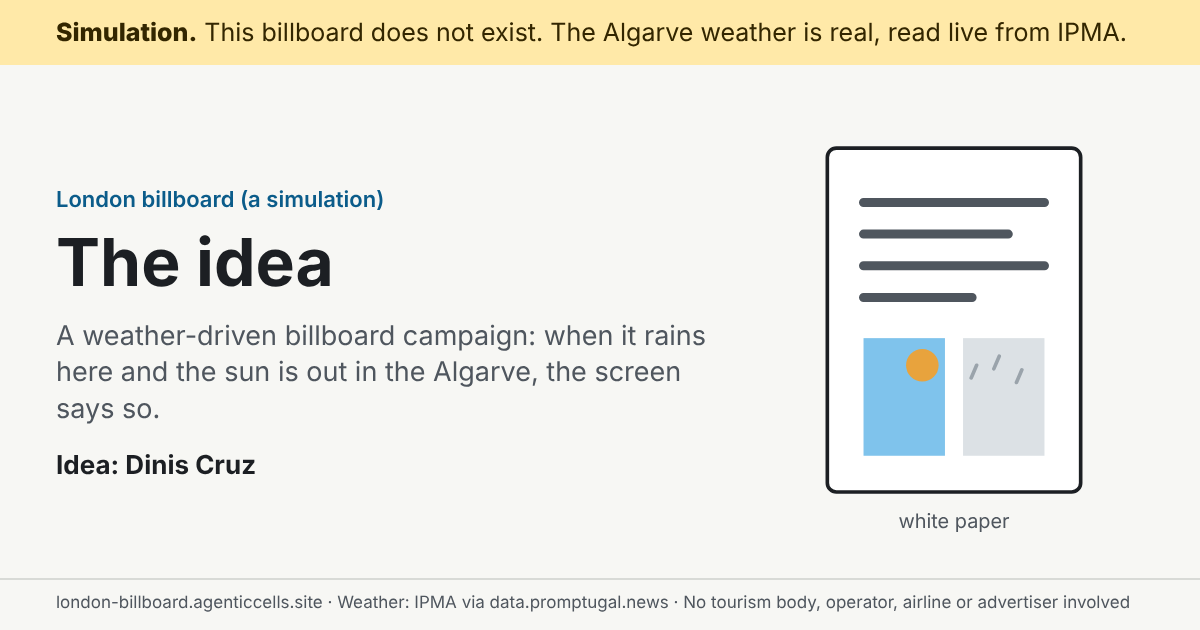 Simulation. This billboard does not exist. The Algarve weather is real, read live from IPMA.
London billboard (a simulation)
The idea
A weather-driven billboard campaign: when it rains
here and the sun is out in the Algarve, the screen
says so.
Idea: Dinis Cruz
white paper
london-billboard.agenticcells.site · Weather: IPMA via data.promptugal.news · No tourism body, operator, airline or advertiser involved